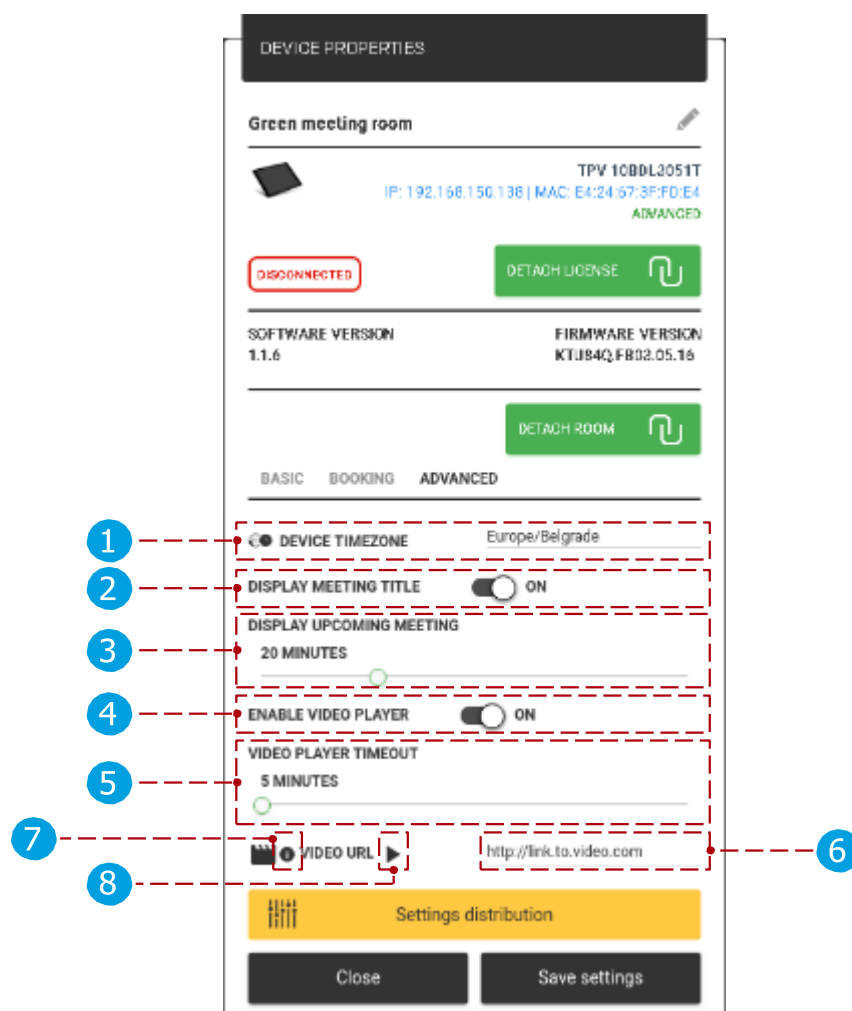 DEVICE PROPERTIES
Green meeting room
TPV 10BDL3051T
IP: 192.168.150.138 | MAC: E4:24:67:3F:FD:E4
ADVANCED
DISCONNECTED
DETACH LICENSE
SOFTWARE VERSION FIRMWARE VERSION
1.1.6 KTU84Q.FB02.05.16
DETACH ROOM
BASIC BOOKING ADVANCED
1 DEVICE TIMEZONE Europe/Belgrade
2 DISPLAY MEETING TITLE ON
DISPLAY UPCOMING MEETING
3 20 MINUTES
4 ENABLE VIDEO PLAYER ON
VIDEO PLAYER TIMEOUT
5 5 MINUTES
7 VIDEO URL http://link.to.video.com 6
8
Settings distribution
Close Save settings